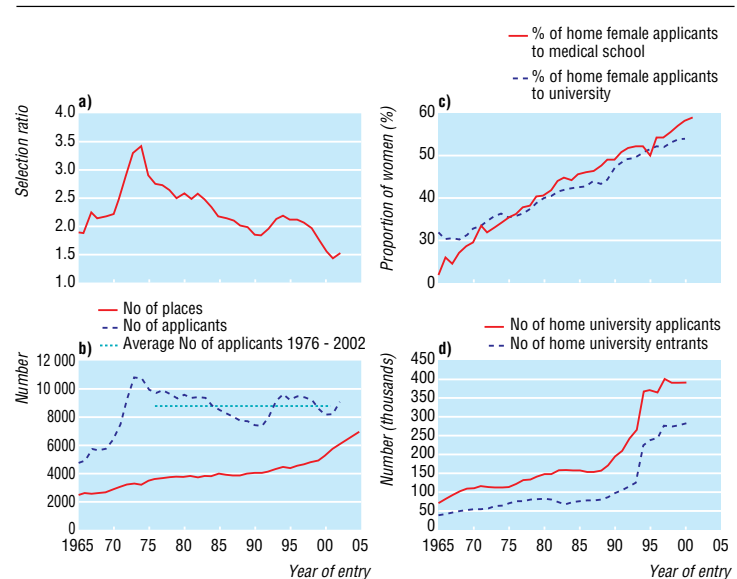 % of home female applicants
to medical school
% of home female applicants
to university
a)
Selection ratio
4.0
3.5
3.0
2.5
2.0
1.5
1.0
c)
Proportion of women (%)
60
50
40
30
0
No of places
No of applicants
Average No of applicants 1976 - 2002
b)
Number
12 000
10 000
8000
6000
4000
2000
0
1965 70 75 80 85 90 95 00 05
Year of entry
No of home university applicants
No of home university entrants
d)
Number (thousands)
450
400
350
300
250
200
150
100
50
0
1965 70 75 80 85 90 95 00 05
Year of entry